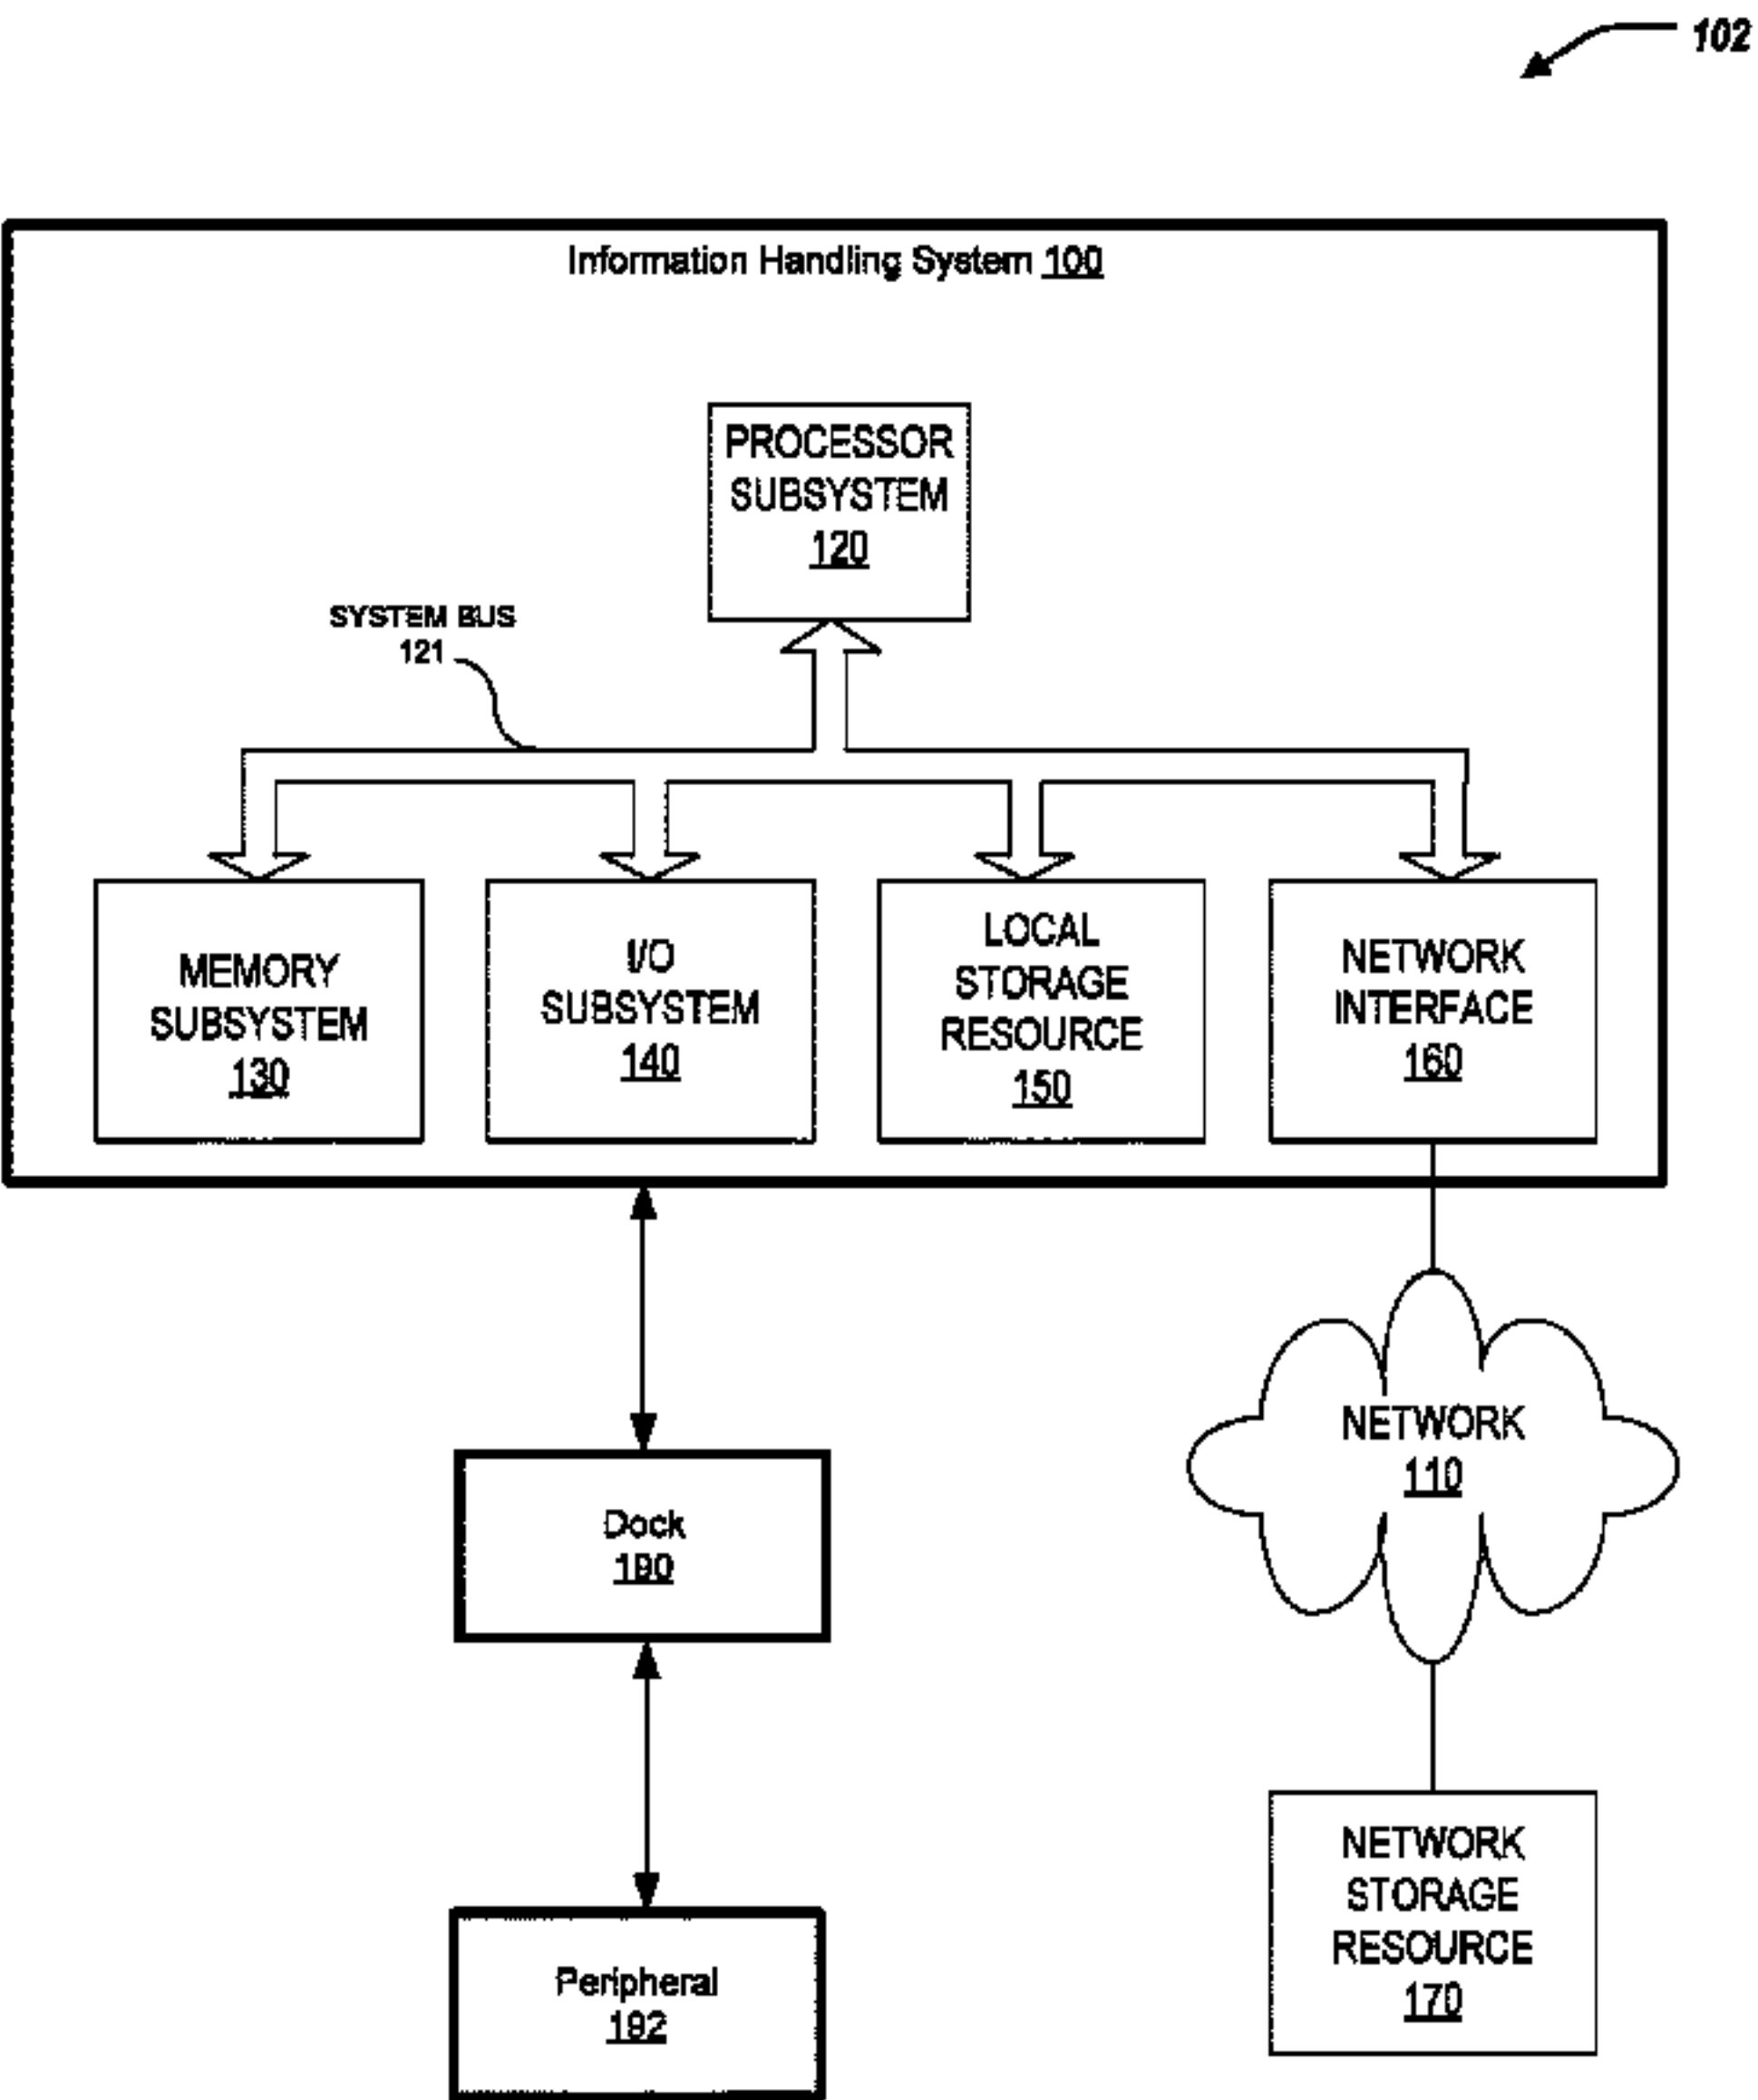 102
Information Handling System 100
PROCESSOR
SUBSYSTEM
120
SYSTEM BUS
121
MEMORY
SUBSYSTEM
130
I/O
SUBSYSTEM
140
LOCAL
STORAGE
RESOURCE
150
NETWORK
INTERFACE
160
NETWORK
110
Dock
190
NETWORK
STORAGE
RESOURCE
170
Peripheral
192